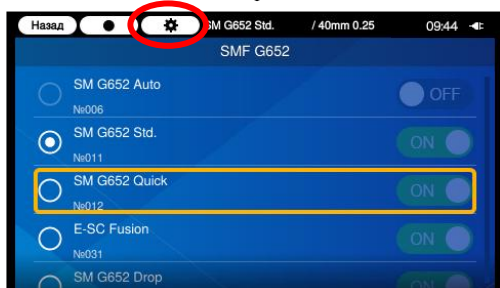 Назад SM G652 Std. / 40mm 0.25 09:44
SMF G652
SM G652 Auto
OFF
№006
SM G652 Std.
ON
№011
SM G652 Quick
ON
№012
E-SC Fusion
ON
№031
SM G652 Drop
ON